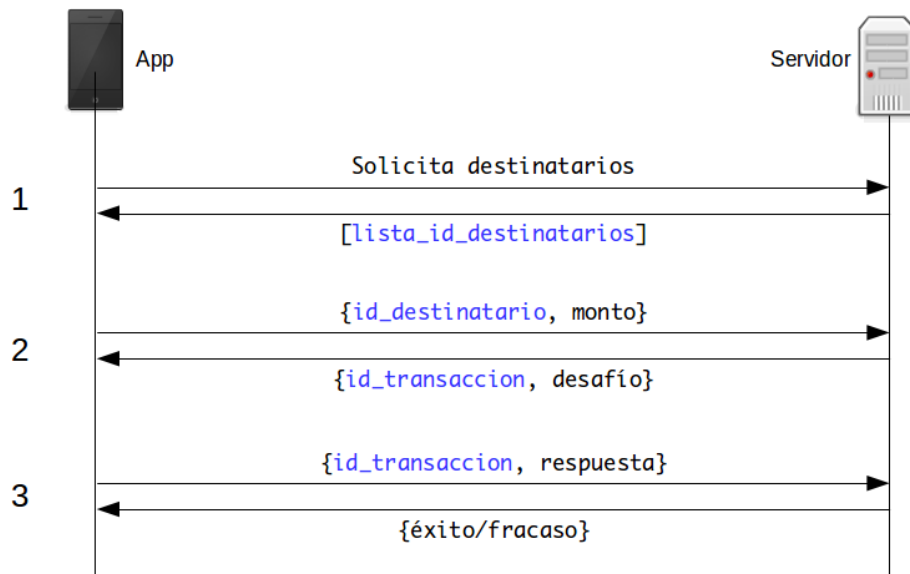 App
Servidor
Solicita destinatarios
1
[lista_id_destinatarios]
{id_destinatario, monto}
2
{id_transaccion, desafío}
{id_transaccion, respuesta}
3
{éxito/fracaso}